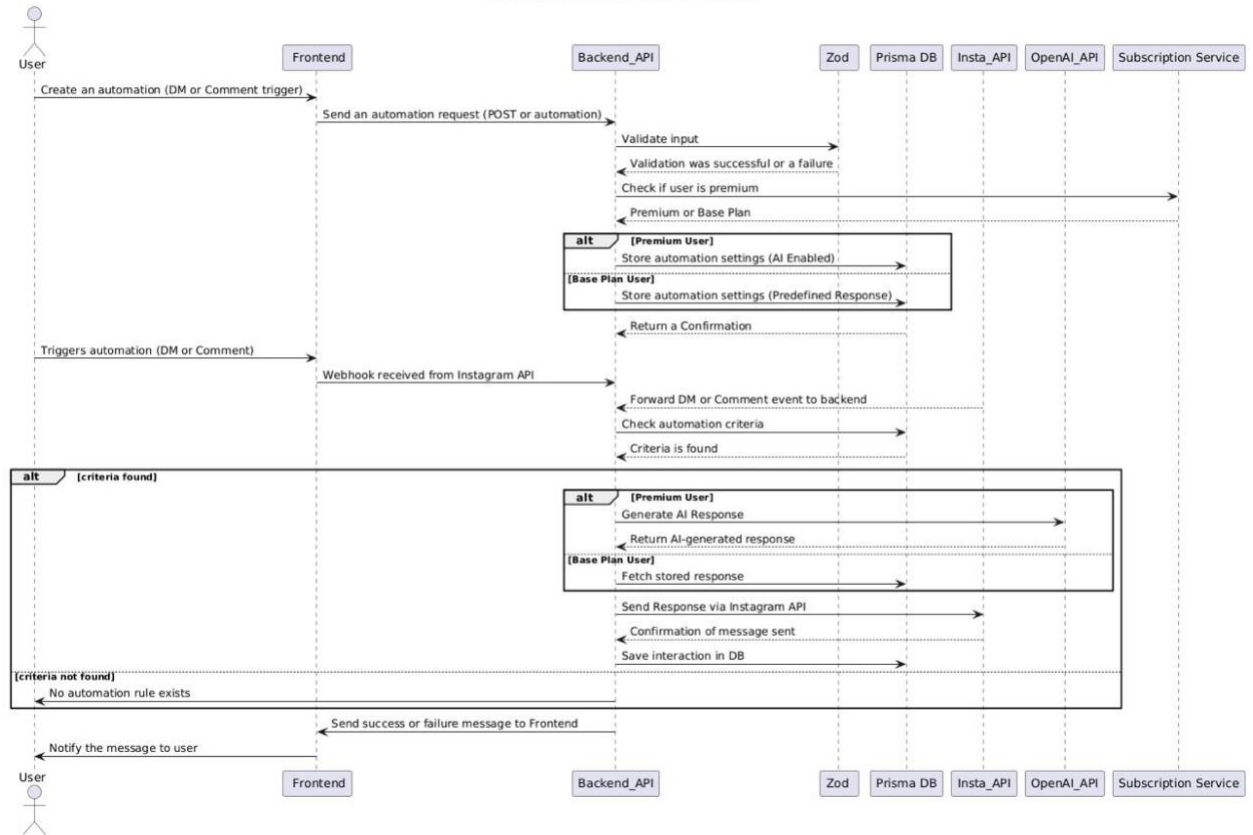 User
Frontend
Backend_API
Zod
Prisma DB
Insta_API
OpenAI_API
Subscription Service
Create an automation (DM or Comment trigger)
Send an automation request (POST or automation)
Validate input
Validation was successful or a failure
Check if user is premium
Premium or Base Plan
alt [Premium User]
Store automation settings (AI Enabled)
[Base Plan User]
Store automation settings (Predefined Response)
Return a Confirmation
Triggers automation (DM or Comment)
Webhook received from Instagram API
Forward DM or Comment event to backend
Check automation criteria
Criteria is found
alt [criteria found]
alt [Premium User]
Generate AI Response
Return AI-generated response
[Base Plan User]
Fetch stored response
Send Response via Instagram API
Confirmation of message sent
Save interaction in DB
[criteria not found]
No automation rule exists
Send success or failure message to Frontend
Notify the message to user
User
Frontend
Backend_API
Zod
Prisma DB
Insta_API
OpenAI_API
Subscription Service